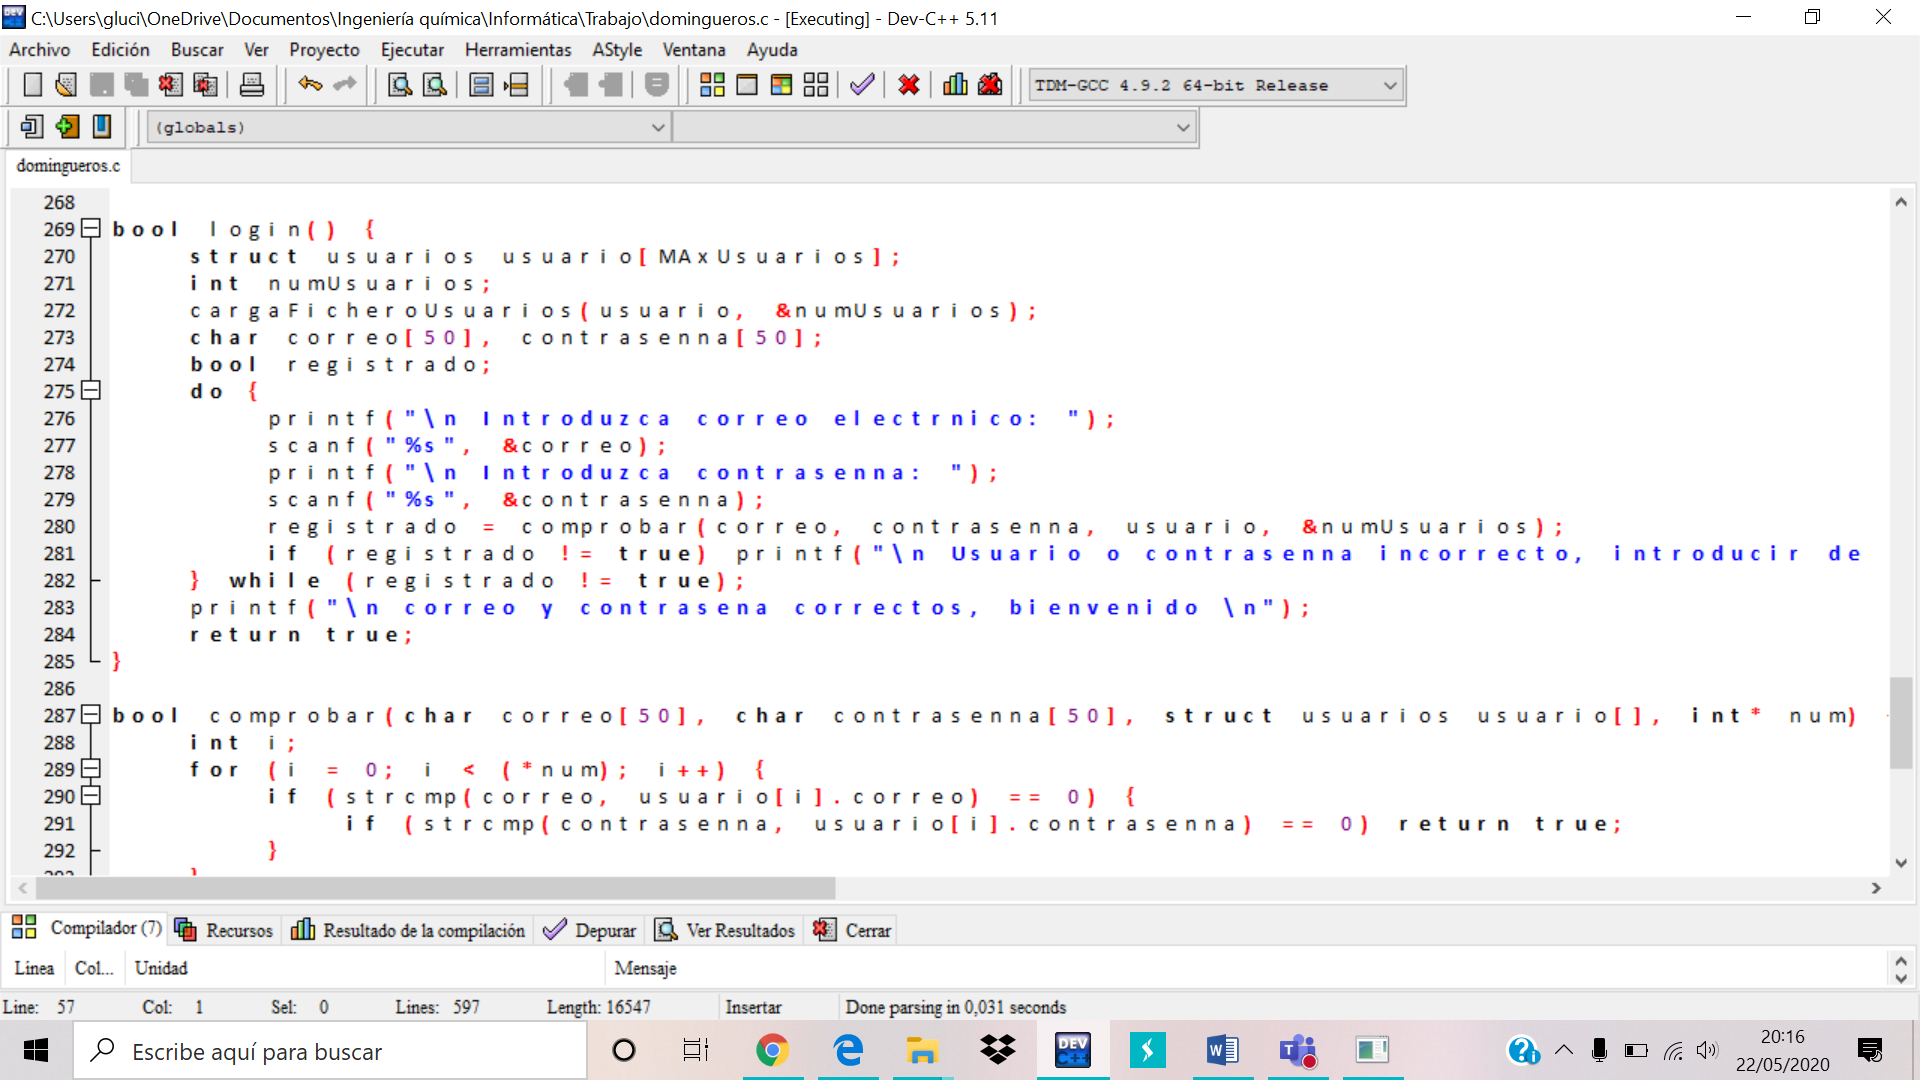 C:\Users\gluci\OneDrive\Documentos\Ingeniería química\Informática\Trabajo\domingueros.c - [Executing] - Dev-C++ 5.11
Archivo Edición Buscar Ver Proyecto Ejecutar Herramientas AStyle Ventana Ayuda
TDM-GCC 4.9.2 64-bit Release
(globals)
domingueros.c
268
269 bool login() {
270 struct usuarios usuario[MAxUsuarios];
271 int numUsuarios;
272 cargaFicheroUsuarios(usuario, &numUsuarios);
273 char correo[50], contrasenna[50];
274 bool registrado;
275 do {
276 printf("\n Introduzca correo electrnico: ");
277 scanf("%s", &correo);
278 printf("\n Introduzca contrasenna: ");
279 scanf("%s", &contrasenna);
280 registrado = comprobar(correo, contrasenna, usuario, &numUsuarios);
281 if (registrado != true) printf("\n Usuario o contrasenna incorrecto, introducir de
282 } while (registrado != true);
283 printf("\n correo y contrasena correctos, bienvenido \n");
284 return true;
285 }
286
287 bool comprobar(char correo[50], char contrasenna[50], struct usuarios usuario[], int* num)
288 int i;
289 for (i = 0; i < (*num); i++) {
290 if (strcmp(correo, usuario[i].correo) == 0) {
291 if (strcmp(contrasenna, usuario[i].contrasenna) == 0) return true;
292 }
Compilador (7) Recursos Resultado de la compilación Depurar Ver Resultados Cerrar
Línea Col... Unidad Mensaje
Line: 57 Col: 1 Sel: 0 Lines: 597 Length: 16547 Insertar Done parsing in 0,031 seconds
Escribe aquí para buscar
DEV C++
20:16
22/05/2020